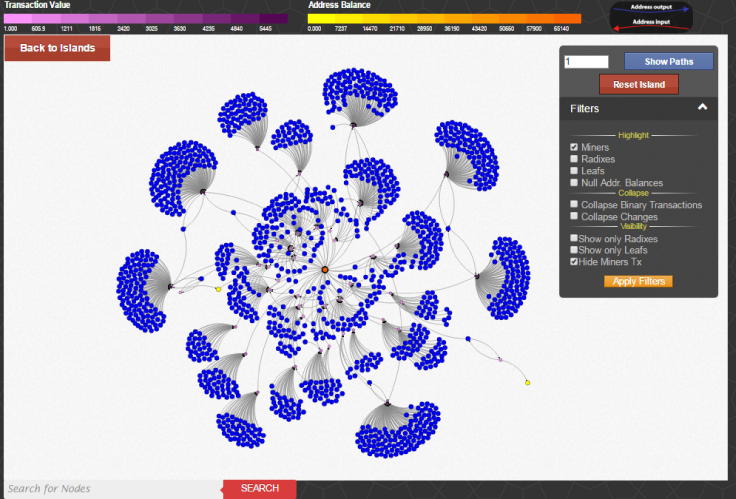 Transaction Value
Address Balance
Address output
Address input
1.000 605.9 1211 1815 2420 3025 3630 4235 4840 5445
0.000 7237 14470 21710 28950 36190 43420 50660 57900 65140
Back to Islands
1
Show Paths
Reset Island
Filters
Highlight
Miners
Radixes
Leafs
Null Addr. Balances
Collapse
Collapse Binary Transactions
Collapse Changes
Visibility
Show only Radixes
Show only Leafs
Hide Miners Tx
Apply Filters
Search for Nodes
SEARCH